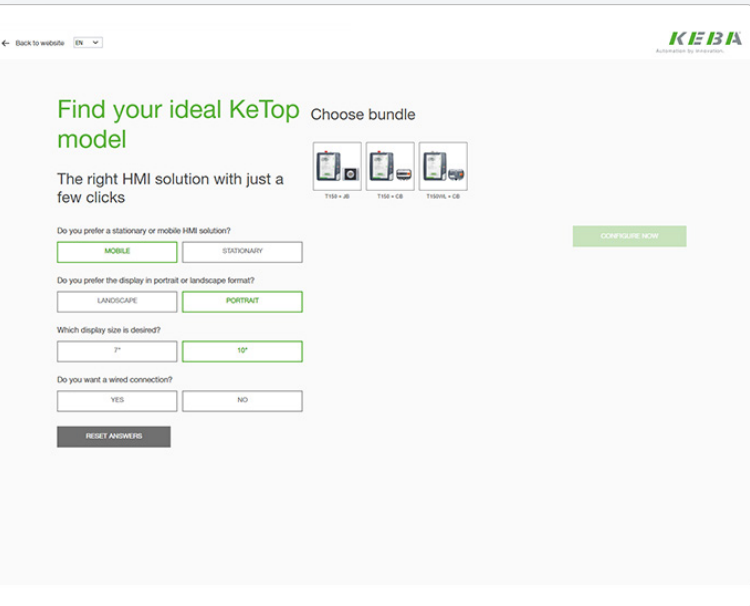 ← Back to website EN
KEBA
Automation by innovation.
Find your ideal KeTop
model
The right HMI solution with just a
few clicks
Choose bundle
T150 + JB
T150 + CB
T150WL + CB
Do you prefer a stationary or mobile HMI solution?
MOBILE
STATIONARY
CONFIGURE NOW
Do you prefer the display in portrait or landscape format?
LANDSCAPE
PORTRAIT
Which display size is desired?
7"
10"
Do you want a wired connection?
YES
NO
RESET ANSWERS